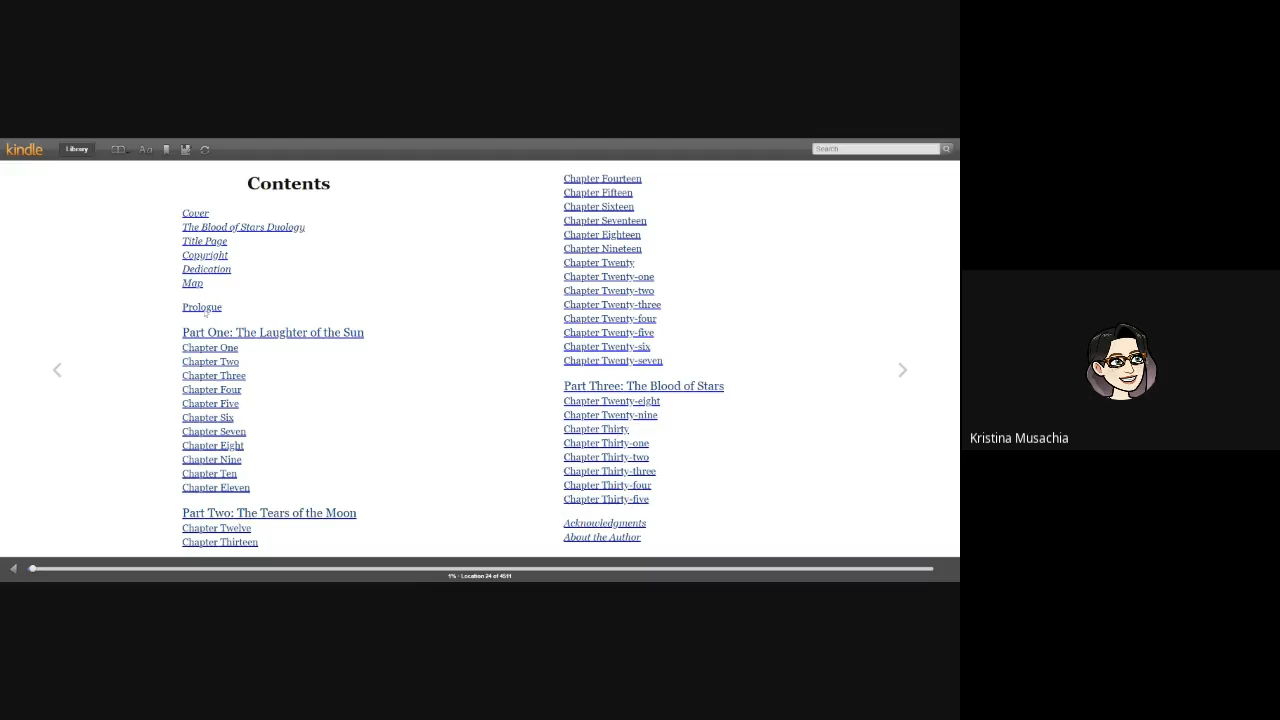 kindle
Library
Aa
Search
Contents
Cover
The Blood of Stars Duology
Title Page
Copyright
Dedication
Map
Prologue
Part One: The Laughter of the Sun
Chapter One
Chapter Two
Chapter Three
Chapter Four
Chapter Five
Chapter Six
Chapter Seven
Chapter Eight
Chapter Nine
Chapter Ten
Chapter Eleven
Part Two: The Tears of the Moon
Chapter Twelve
Chapter Thirteen
Chapter Fourteen
Chapter Fifteen
Chapter Sixteen
Chapter Seventeen
Chapter Eighteen
Chapter Nineteen
Chapter Twenty
Chapter Twenty-one
Chapter Twenty-two
Chapter Twenty-three
Chapter Twenty-four
Chapter Twenty-five
Chapter Twenty-six
Chapter Twenty-seven
Part Three: The Blood of Stars
Chapter Twenty-eight
Chapter Twenty-nine
Chapter Thirty
Chapter Thirty-one
Chapter Thirty-two
Chapter Thirty-three
Chapter Thirty-four
Chapter Thirty-five
Acknowledgments
About the Author
1% · Location 24 of 4511
Kristina Musachia